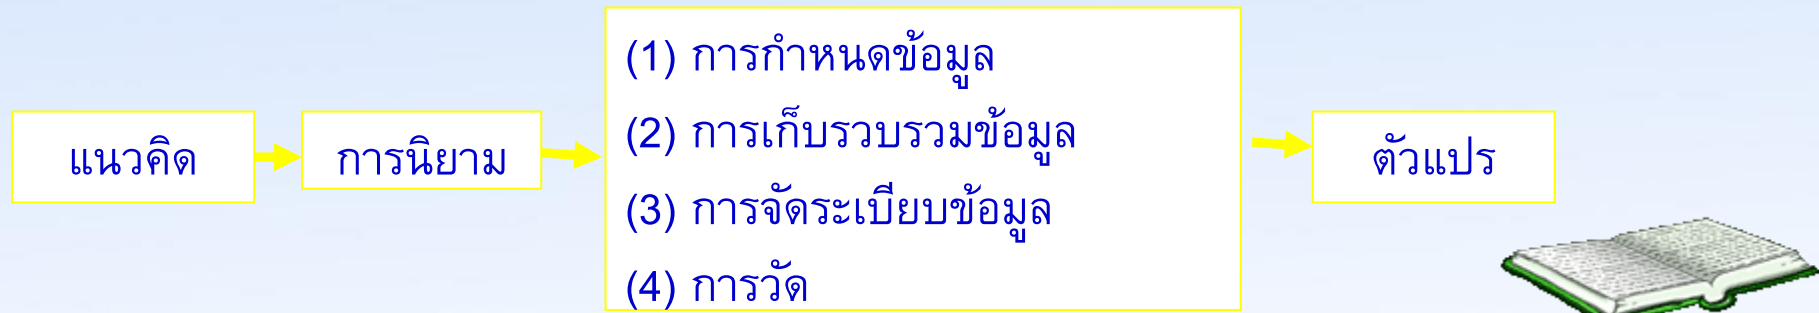 แนวคิด
การนิยาม
(1) การกำหนดข้อมูล
(2) การเก็บรวบรวมข้อมูล
(3) การจัดระเบียบข้อมูล
(4) การวัด
ตัวแปร